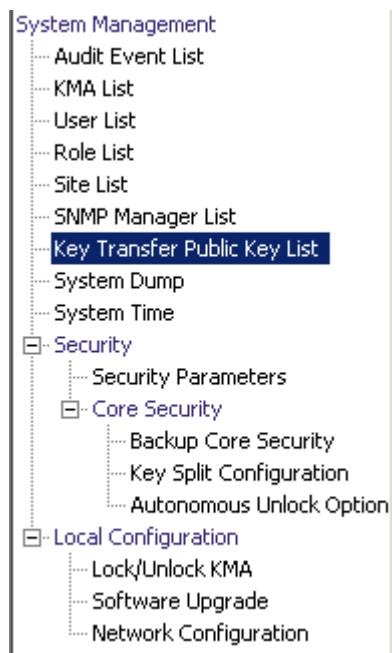 System Management
Audit Event List
KMA List
User List
Role List
Site List
SNMP Manager List
Key Transfer Public Key List
System Dump
System Time
Security
Security Parameters
Core Security
Backup Core Security
Key Split Configuration
Autonomous Unlock Option
Local Configuration
Lock/Unlock KMA
Software Upgrade
Network Configuration